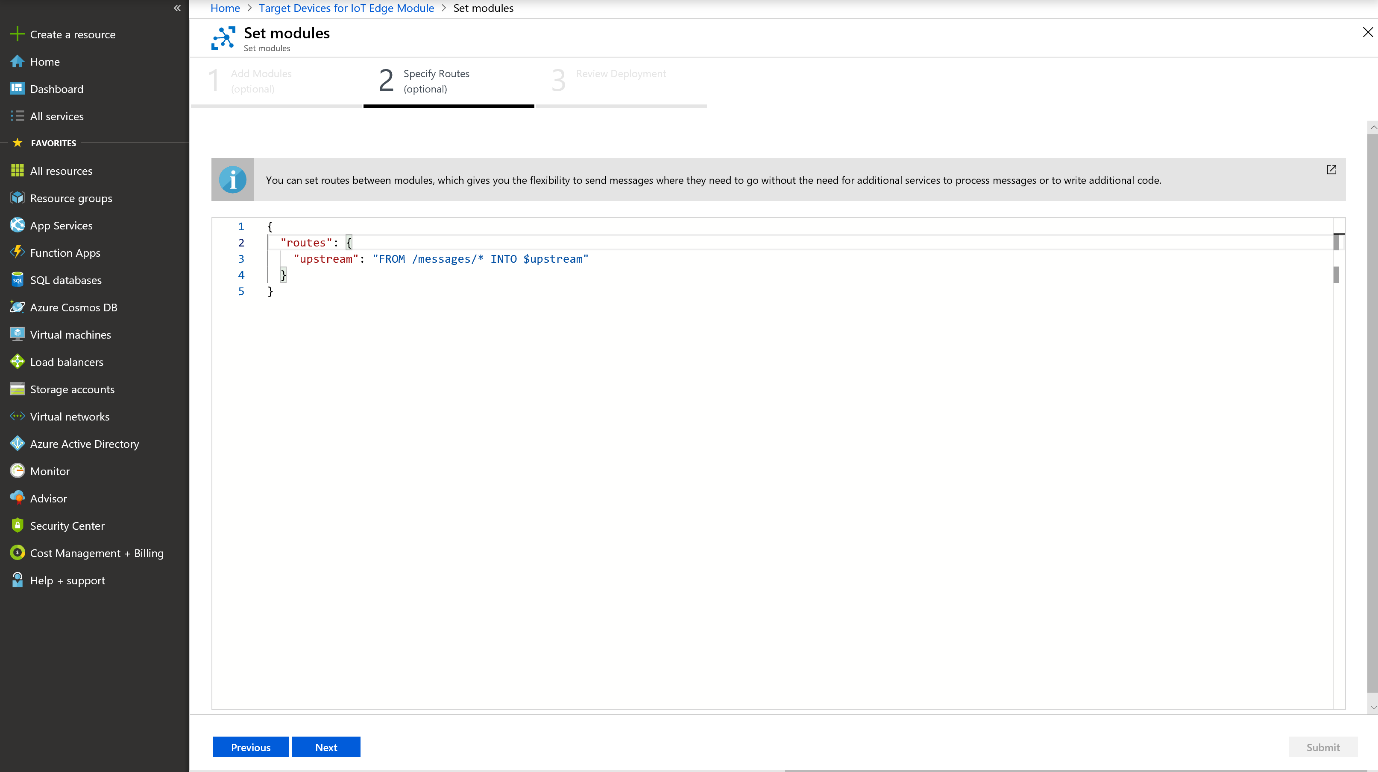 «
Home > Target Devices for IoT Edge Module > Set modules
Create a resource
Home
Dashboard
All services
FAVORITES
All resources
Resource groups
App Services
Function Apps
SQL databases
Azure Cosmos DB
Virtual machines
Load balancers
Storage accounts
Virtual networks
Azure Active Directory
Monitor
Advisor
Security Center
Cost Management + Billing
Help + support
Set modules
Set modules
1 Add Modules
(optional)
2 Specify Routes
(optional)
3 Review Deployment
You can set routes between modules, which gives you the flexibility to send messages where they need to go without the need for additional services to process messages or to write additional code.
1 {
2 "routes": {
3 "upstream": "FROM /messages/* INTO $upstream"
4 }
5 }
Previous Next Submit